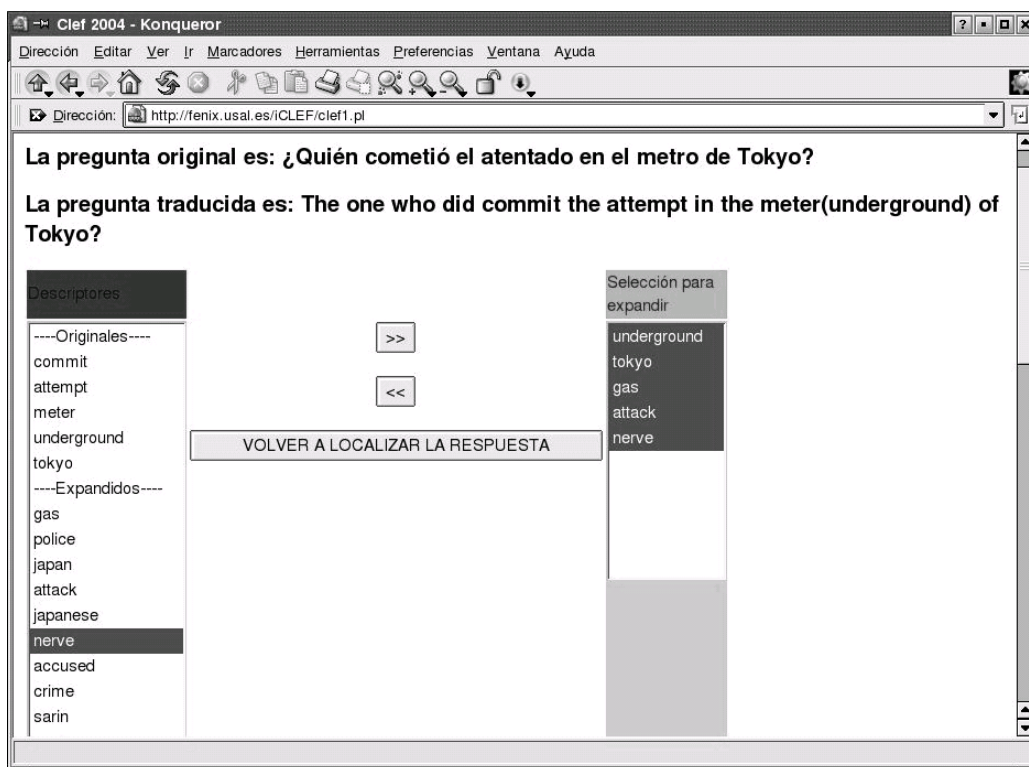 Clef 2004 - Konqueror
Dirección Editar Ver Ir Marcadores Herramientas Preferencias Ventana Ayuda
Dirección: http://fenix.usal.es/iCLEF/clef1.pl
La pregunta original es: ¿Quién cometió el atentado en el metro de Tokyo?
La pregunta traducida es: The one who did commit the attempt in the meter(underground) of
Tokyo?
Descriptores
----Originales----
commit
attempt
meter
underground
tokyo
----Expandidos----
gas
police
japan
attack
japanese
nerve
accused
crime
sarin
>>
<<
VOLVER A LOCALIZAR LA RESPUESTA
Selección para
expandir
underground
tokyo
gas
attack
nerve